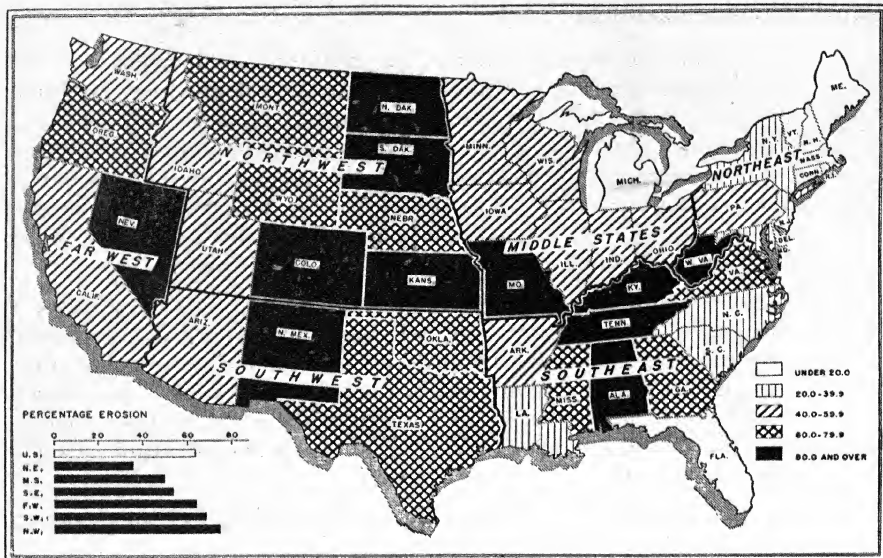 WASH.
ME.
MONT.
N. DAK.
OREG.
MINN.
N.Y.
VT.
N.H.
S. DAK.
MASS.
NORTHWEST
WIS.
NORTHEAST
IDAHO
MICH.
CONN.
R.I.
WYO.
IOWA
PA.
NEV.
NEBR.
N.J.
MIDDLE STATES
OHIO
DEL.
FAR WEST
UTAH
COLO.
KANS.
MO.
ILL.
IND.
W. VA.
VA.
CALIF.
KY.
ARIZ.
N. MEX.
OKLA.
TENN.
N. C.
ARK.
S. C.
SOUTHWEST
SOUTHEAST
UNDER 20.0
MISS.
ALA.
GA.
20.0-39.9
TEXAS
LA.
40.0-59.9
PERCENTAGE EROSION
60.0-79.9
0 20 40 60 80
FLA.
80.0 AND OVER
U.S.
N.E.
M.S.
S.E.
F.W.
S.W.
N.W.